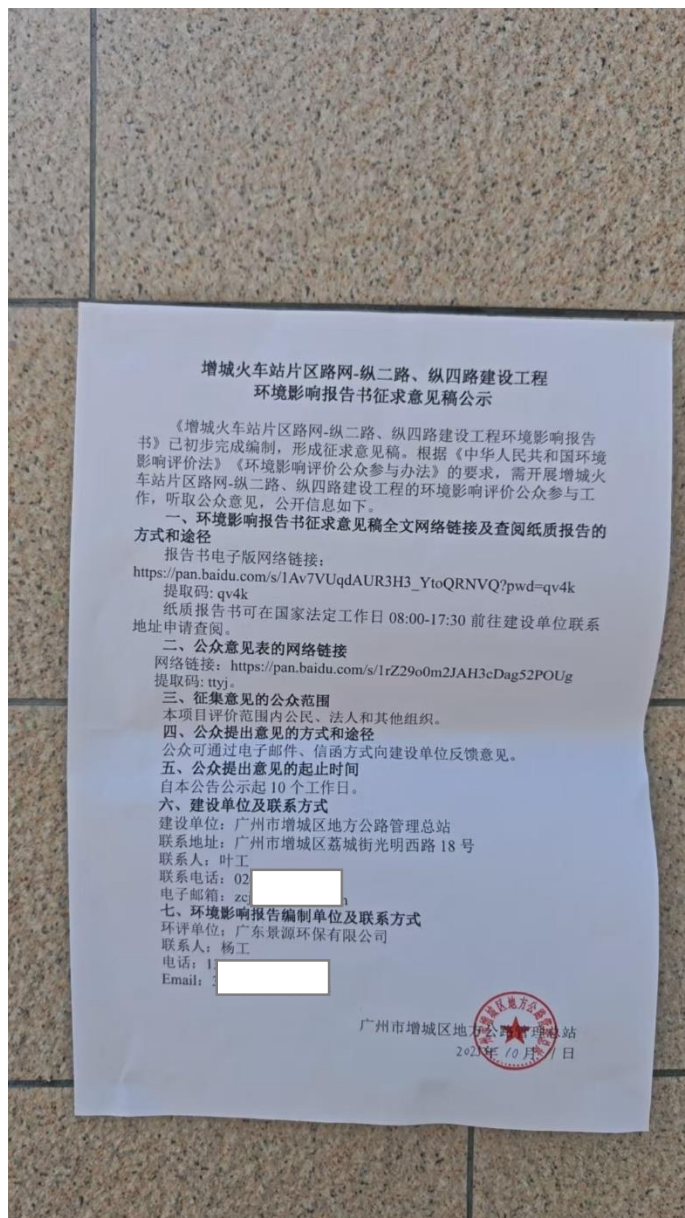 增城火车站片区路网-纵二路、纵四路建设工程
环境影响报告书征求意见稿公示
《增城火车站片区路网-纵二路、纵四路建设工程环境影响报告
书》已初步完成编制，形成征求意见稿。根据《中华人民共和国环境
影响评价法》《环境影响评价公众参与办法》的要求，需开展增城火
车站片区路网-纵二路、纵四路建设工程的环境影响评价公众参与工
作，听取公众意见，公开信息如下。
一、环境影响报告书征求意见稿全文网络链接及查阅纸质报告的
方式和途径
报告书电子版网络链接：
https://pan.baidu.com/s/1Av7VUqdAUR3H3_YtoQRNVQ?pwd=qv4k
提取码: qv4k
纸质报告书可在国家法定工作日 08:00-17:30 前往建设单位联系
地址申请查阅。
二、公众意见表的网络链接
网络链接：https://pan.baidu.com/s/1rZ29o0m2JAH3cDag52POUg
提取码: ttyj。
三、征集意见的公众范围
本项目评价范围内公民、法人和其他组织。
四、公众提出意见的方式和途径
公众可通过电子邮件、信函方式向建设单位反馈意见。
五、公众提出意见的起止时间
自本公告公示起 10 个工作日。
六、建设单位及联系方式
建设单位：广州市增城区地方公路管理总站
联系地址：广州市增城区荔城街光明西路 18 号
联系人：叶工
联系电话：02
电子邮箱：zcj
七、环境影响报告编制单位及联系方式
环评单位：广东景源环保有限公司
联系人：杨工
电话：1
Email：
广州市增城区地方公路管理总站
年 10 月 日